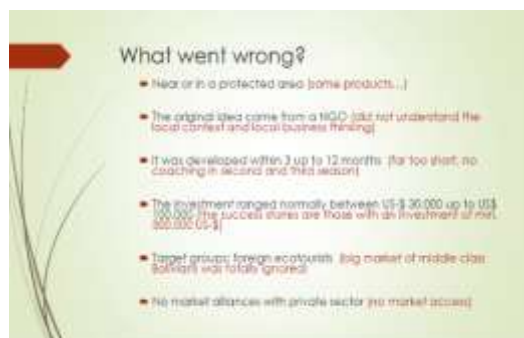 What went wrong?
Near or in a protected area (same products...)
The original idea came from a NGO (did not understand the
local context and local business thinking)
It was developed within 3 up to 12 months (far too short; no
coaching in second and third season)
The investment ranged normally between US-$ 30.000 up to US$
100.000 (the success stories are those with an investment of min.
US-$)
Target groups: foreign ecotourists (big market of middle class
was totally ignored)
No market alliances with private sector (no market access)